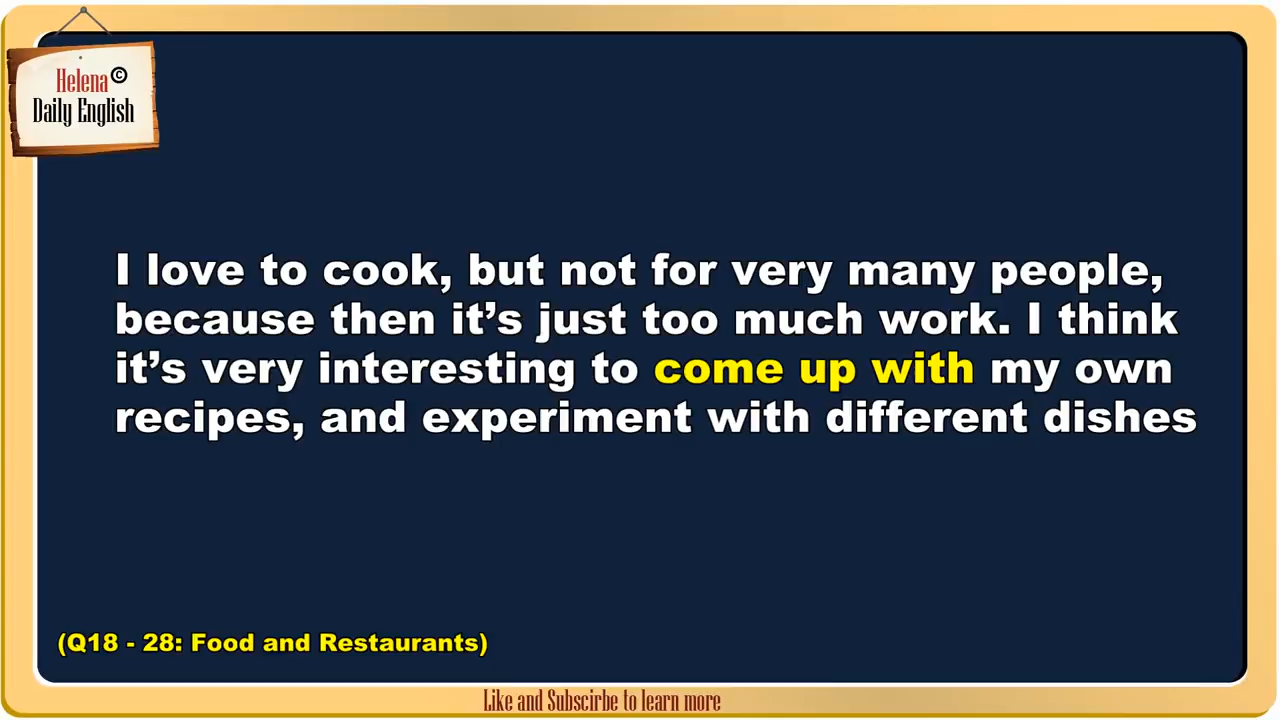 Helena©
Daily English
I love to cook, but not for very many people,
because then it’s just too much work. I think
it’s very interesting to come up with my own
recipes, and experiment with different dishes
(Q18 - 28: Food and Restaurants)
Like and Subscirbe to learn more